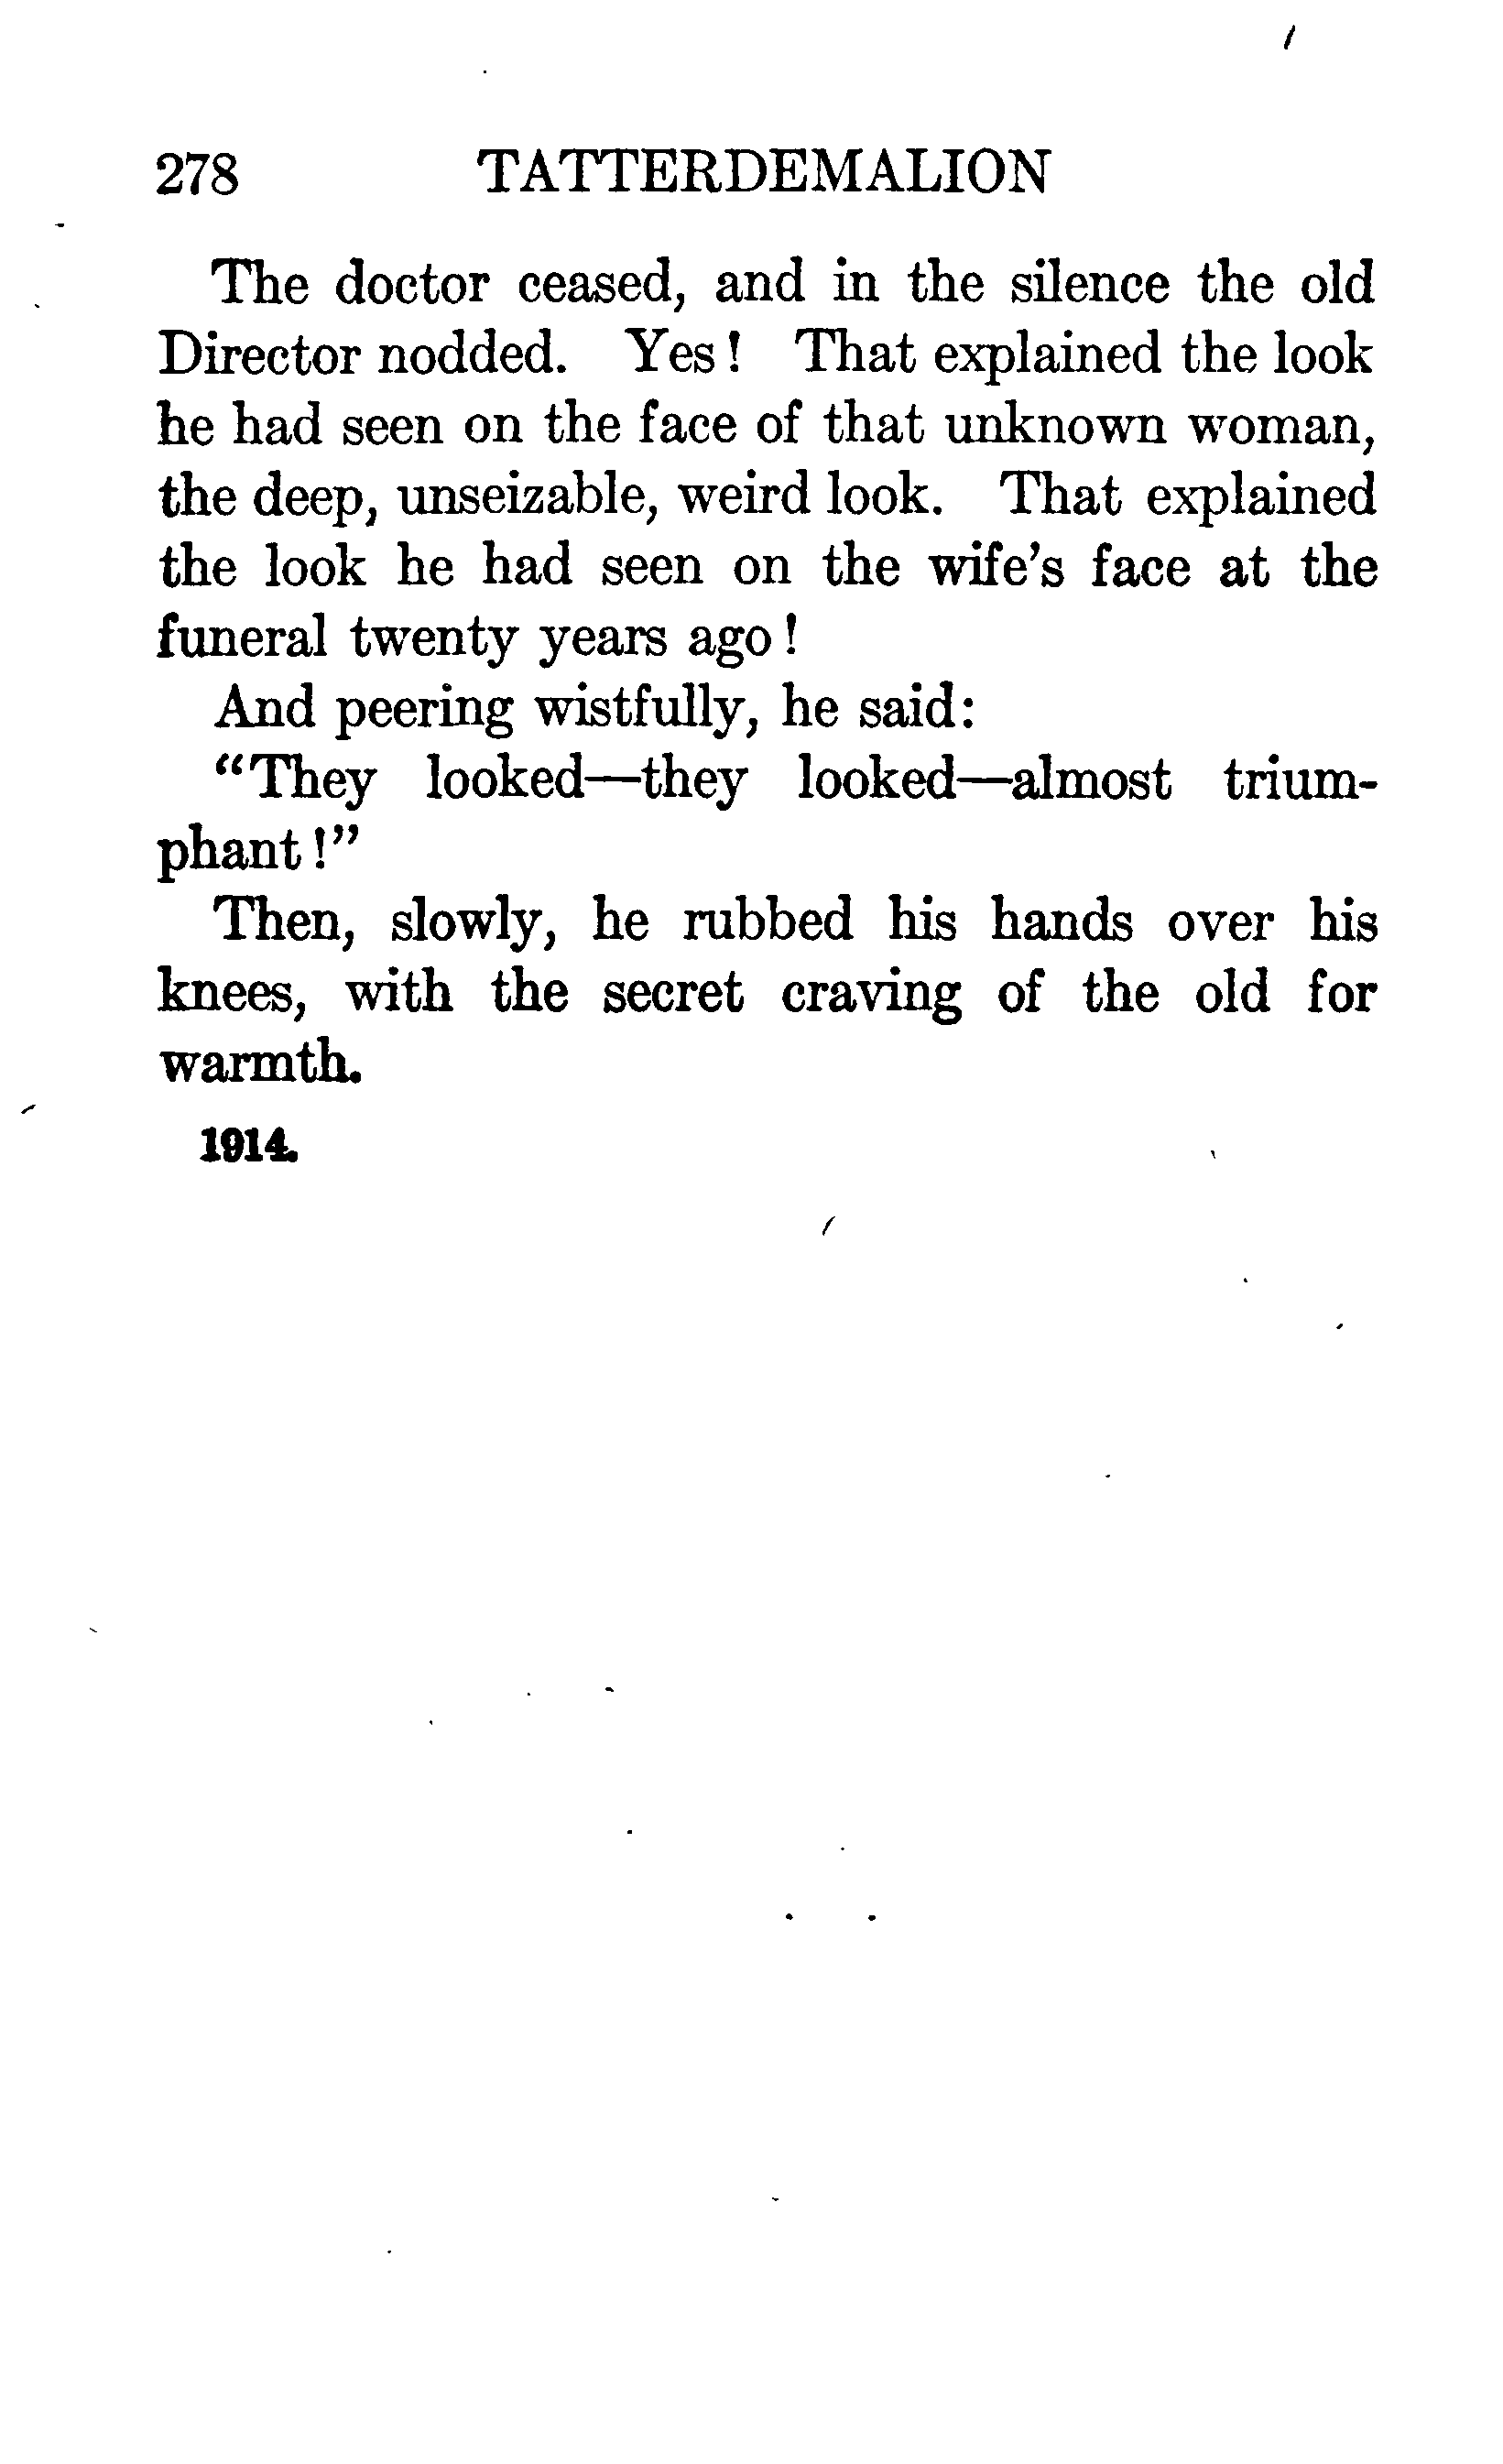 278 TATTERDEMALION
The doctor ceased, and in the silence the old
Director nodded. Yes! That explained the look
he had seen on the face of that unknown woman,
the deep, unseizable, weird look. That explained
the look he had seen on the wife's face at the
funeral twenty years ago!
And peering wistfully, he said:
"They looked—they looked—almost trium-
phant!"
Then, slowly, he rubbed his hands over his
knees, with the secret craving of the old for
warmth.
1914.